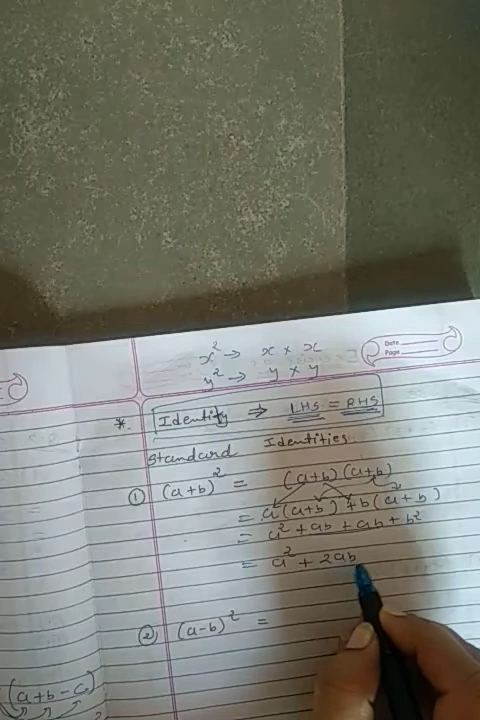 x² → x × x
y² → y × y
Date
Page
*. Identity ⇒ LHS = RHS
Standard Identities
① (a+b)² = (a+b)(a+b)
= a(a+b) + b(a+b)
= a² + ab + ab + b²
= a² + 2ab
② (a-b)² =
(a+b-c)